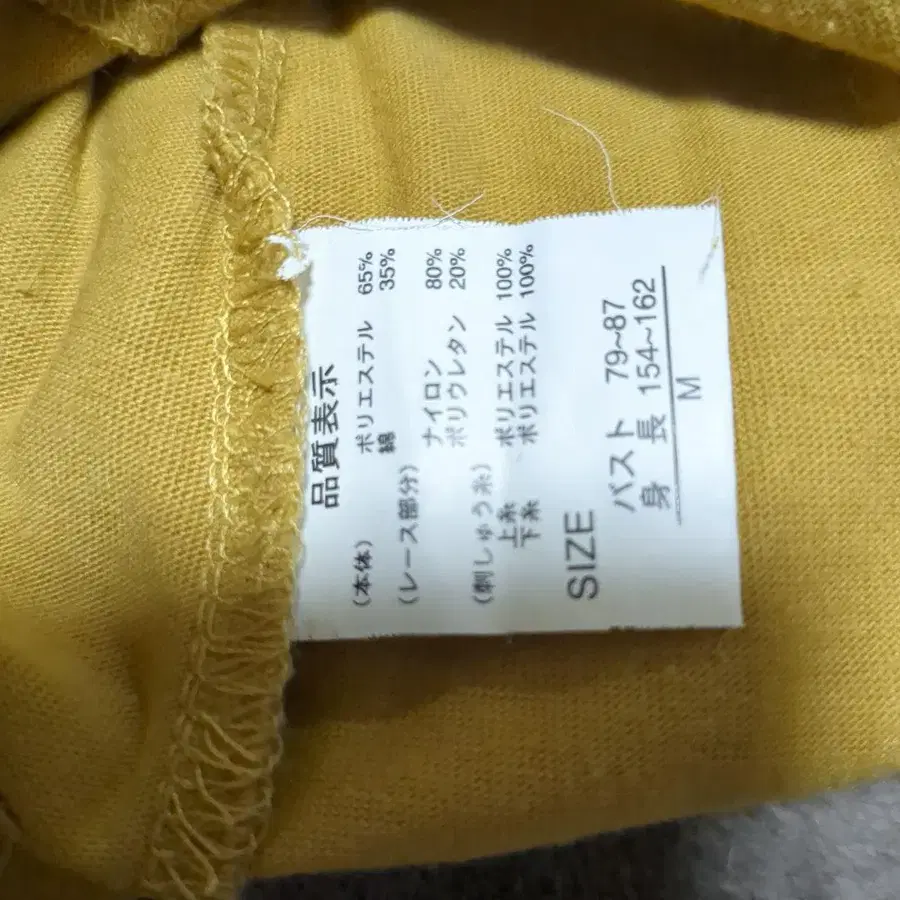 品質表示
(本体) ポリエステル 65%
綿 35%
(レース部分)
ナイロン 80%
ポリウレタン 20%
(刺しゅう糸)
上糸 ポリエステル 100%
下糸 ポリエステル 100%
SIZE
バスト 79~87
身長 154~162
M